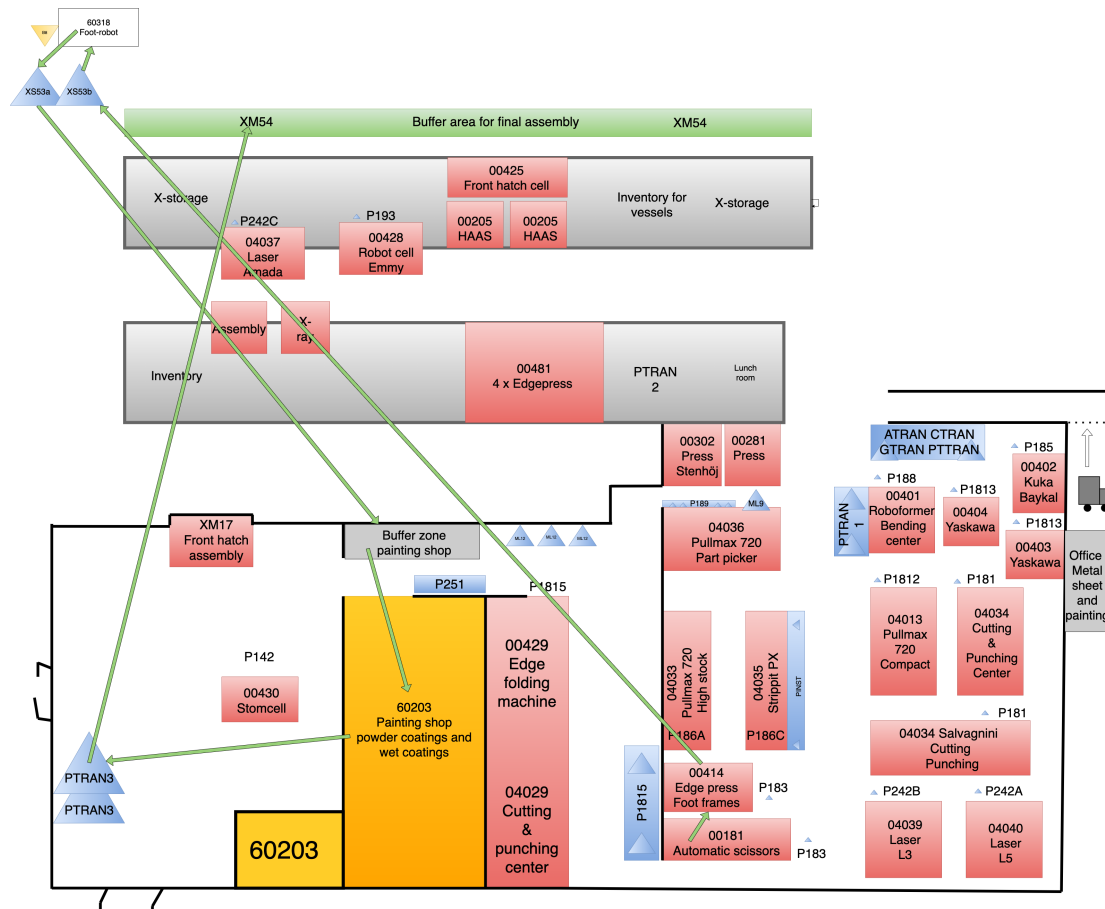 60318
Foot-robot
XS53a
XS53b
XM54
Buffer area for final assembly
XM54
00425
Front hatch cell
X-storage
Inventory for
vessels
X-storage
P242C
P193
00205
HAAS
00205
HAAS
04037
Laser
Amada
00428
Robot cell
Emmy
Assembly
X-
ray
Inventory
00481
4 x Edgepress
PTRAN
2
Lunch
room
00302
Press
Stenhöj
00281
Press
ATRAN CTRAN
GTRAN PTTRAN
P185
00402
Kuka
Baykal
P188
00401
Roboformer
Bending
center
P1813
00404
Yaskawa
P1813
00403
Yaskawa
PTRAN
1
Office
Metal
sheet
and
painting
P189
ML9
04036
Pullmax 720
Part picker
XM17
Front hatch
assembly
Buffer zone
painting shop
ML12
ML12
ML12
P251
P1815
00429
Edge
folding
machine
04029
Cutting
&
punching
center
P142
00430
Stomcell
60203
Painting shop
powder coatings and
wet coatings
PTRAN3
PTRAN3
60203
04033
Pullmax 720
High stock
P186A
04035
Strippit PX
P186C
PINST
P1812
04013
Pullmax
720
Compact
P181
04034
Cutting
&
Punching
Center
P181
04034 Salvagnini
Cutting
Punching
P1815
00414
Edge press
Foot frames
P183
00181
Automatic scissors
P183
P242B
04039
Laser
L3
P242A
04040
Laser
L5